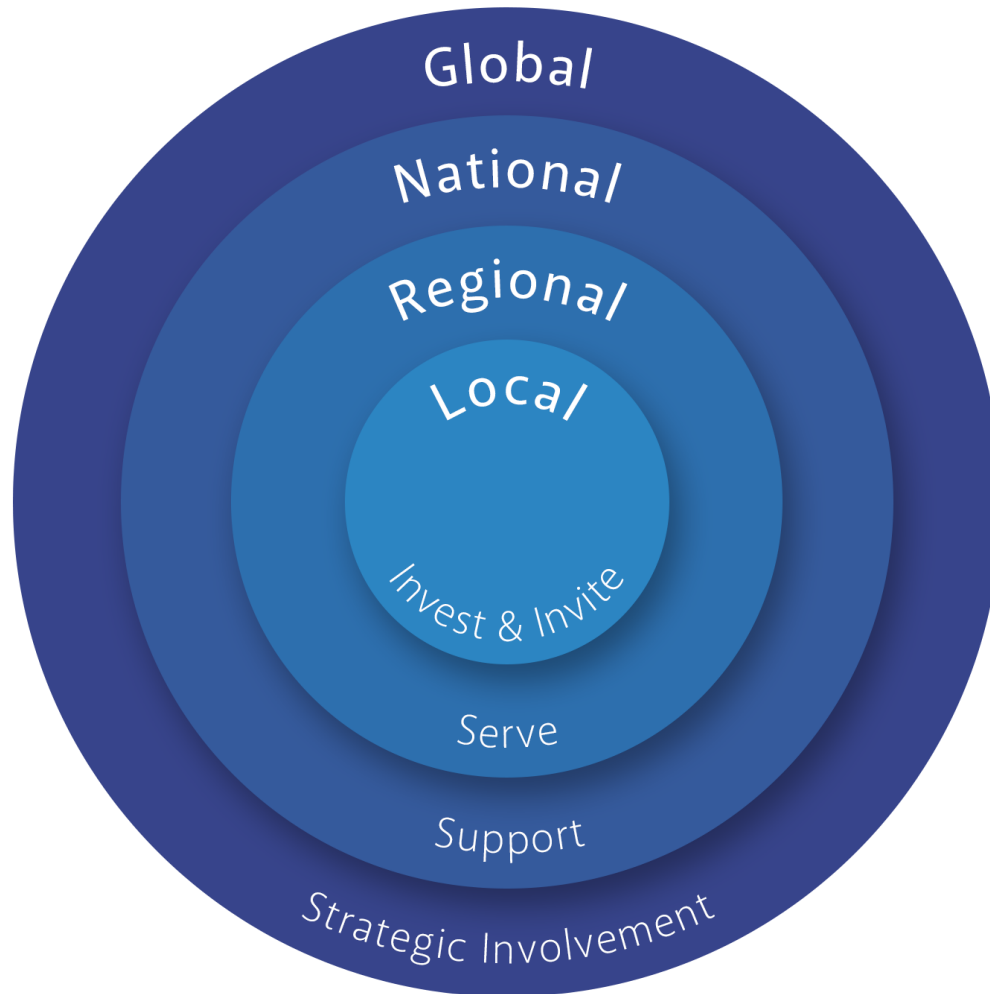 Global
National
Regional
Local
Invest & Invite
Serve
Support
Strategic Involvement